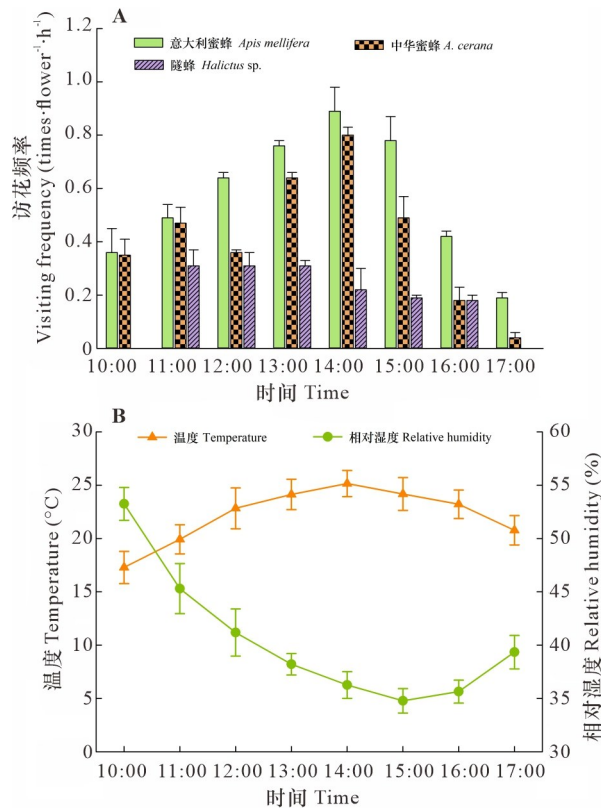 A
意大利蜜蜂 Apis mellifera
中华蜜蜂 A. cerana
隧蜂 Halictus sp.
访花频率
Visiting frequency (times·flower⁻¹·h⁻¹)
1.2
1.0
0.8
0.6
0.4
0.2
0
10:00 11:00 12:00 13:00 14:00 15:00 16:00 17:00
时间 Time
B
温度 Temperature
相对湿度 Relative humidity
温度 Temperature (°C)
30
25
20
15
10
5
0
60
55
50
45
40
35
30
相对湿度 Relative humidity (%)
10:00 11:00 12:00 13:00 14:00 15:00 16:00 17:00
时间 Time